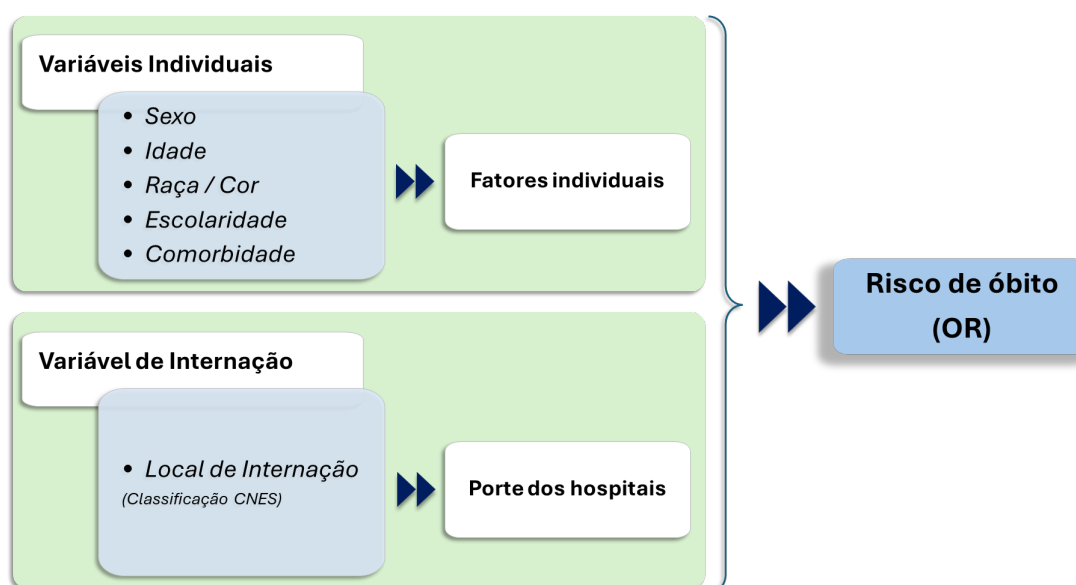 Variáveis Individuais
• Sexo
• Idade
• Raça / Cor
• Escolaridade
• Comorbidade
Fatores individuais
Variável de Internação
• Local de Internação
(Classificação CNES)
Porte dos hospitais
Risco de óbito
(OR)